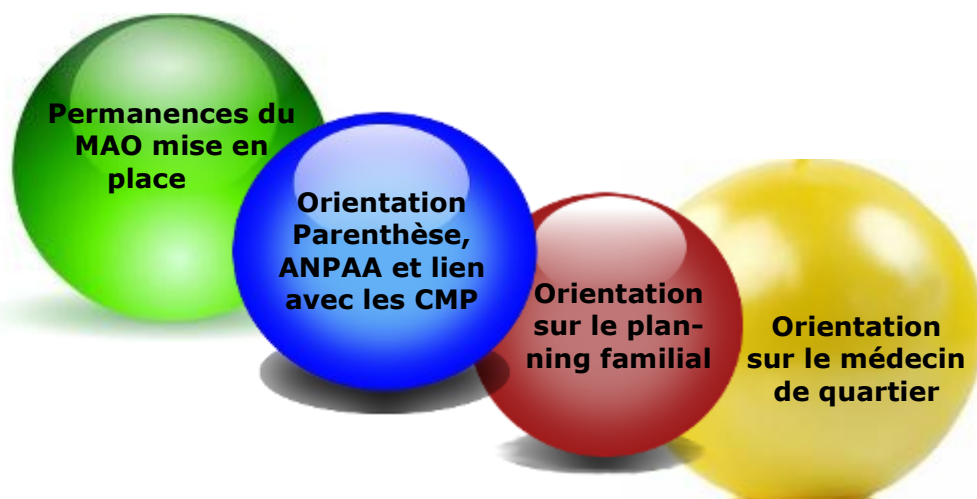 Permanences du
MAO mise en
place
Orientation
Parenthèse,
ANPAA et lien
avec les CMP
Orientation
sur le plan-
ning familial
Orientation
sur le médecin
de quartier